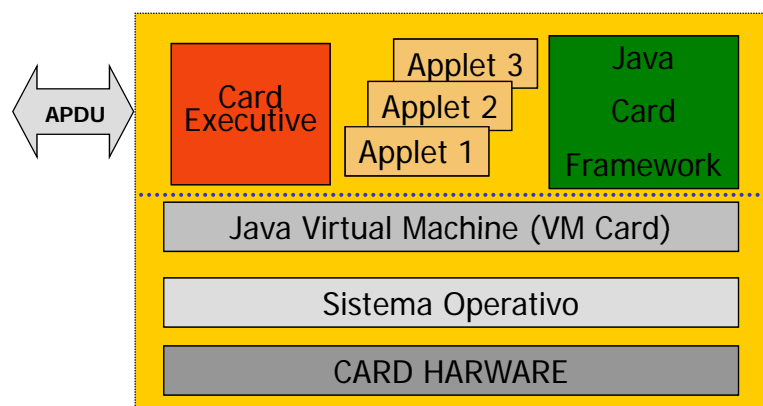 APDU
Card
Executive
Applet 3
Applet 2
Applet 1
Java
Card
Framework
Java Virtual Machine (VM Card)
Sistema Operativo
CARD HARWARE